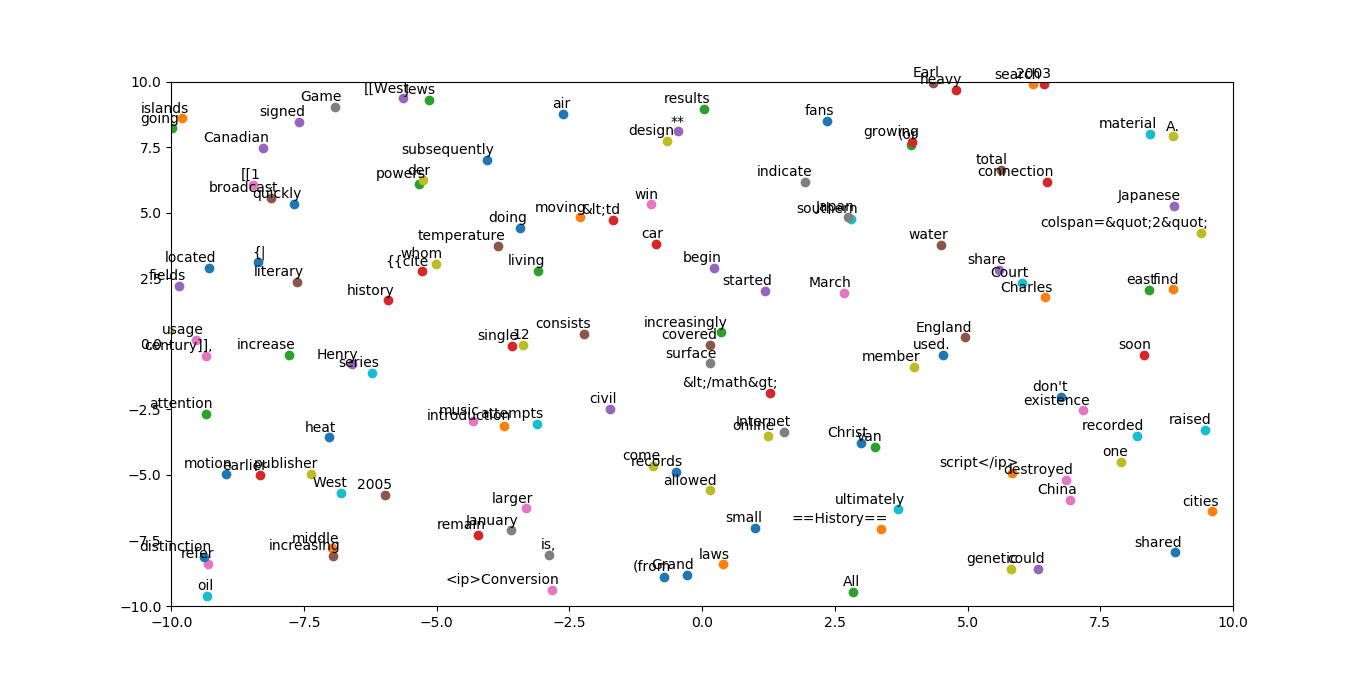 Earl
heavy
search
2003
10.0
islands
going
Game
[[West
Jews
air
results
fans
signed
Canadian
**
design
growing
(or
material
A.
7.5
subsequently
powers
der
total
connection
indicate
[[1
broadcast
quickly
win
Japanese
5.0
moving
&lt;td
doing
southern
Japan
colspan=&quot;2&quot;
temperature
car
water
located
{|
whom
{{cite
living
begin
share
Court
fields
2.5
literary
history
started
March
Charles
east
find
usage
0.0
century]],
increase
single
12
consists
increasingly
covered
surface
England
used.
member
soon
Henry
series
&lt;/math&gt;
don't
existence
−2.5
attention
music
introduction
attempts
civil
Internet
online
Christ
van
recorded
raised
heat
motion
earlier
publisher
come
records
allowed
script</ip>
destroyed
one
−5.0
West
2005
China
larger
January
remain
small
ultimately
==History==
cities
−7.5
distinction
refer
middle
increasing
is,
(from
Grand
laws
genetic
could
shared
oil
<ip>Conversion
All
−10.0
−10.0 −7.5 −5.0 −2.5 0.0 2.5 5.0 7.5 10.0